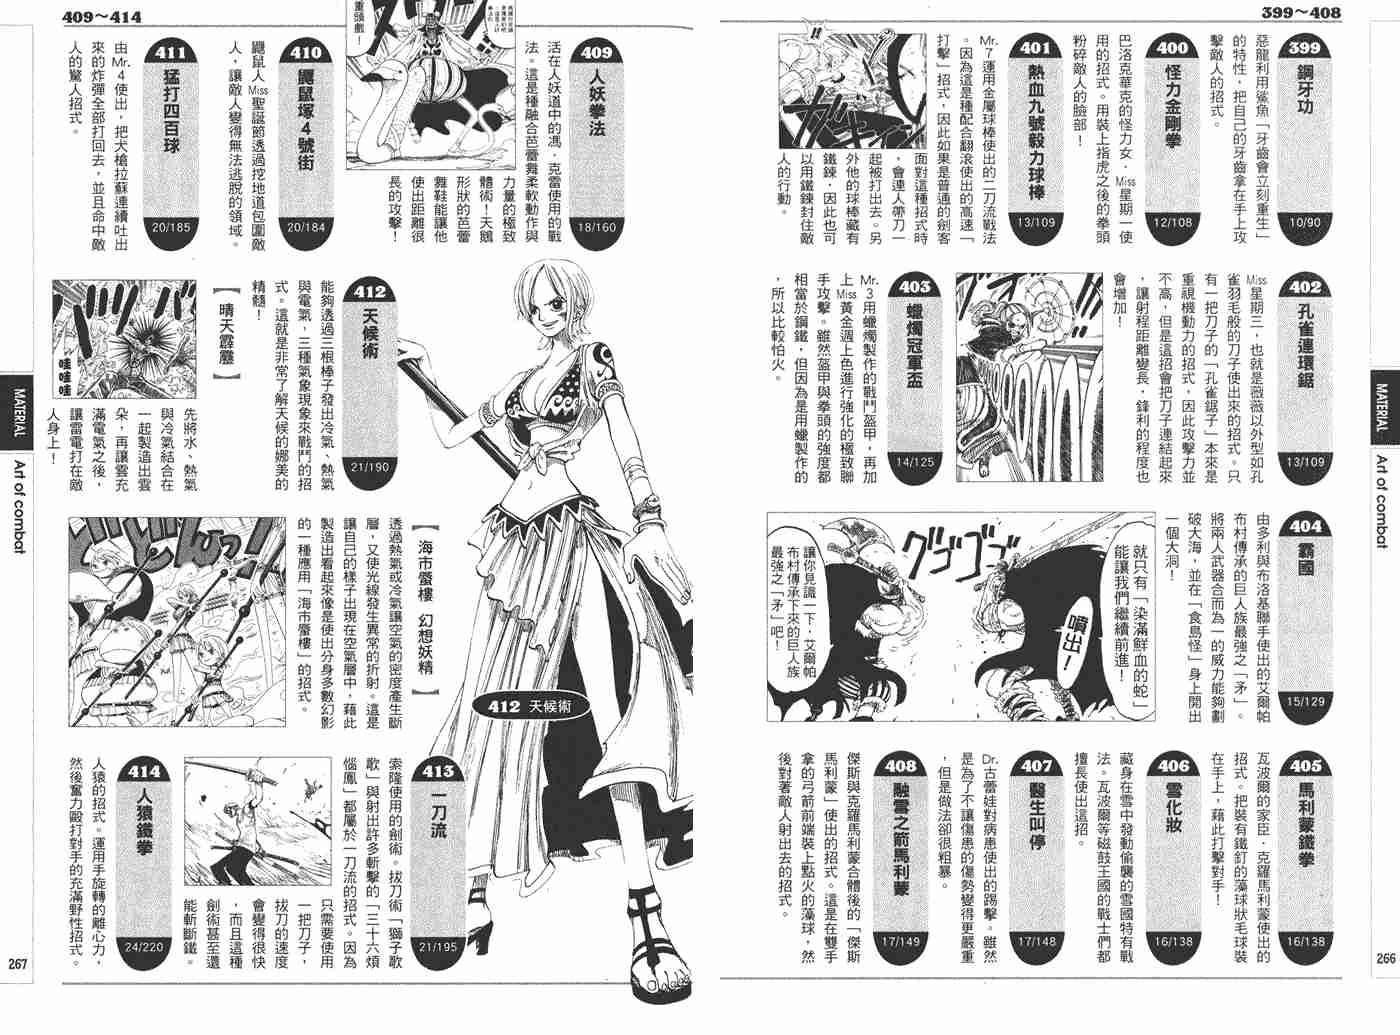 399～408
399
鋼牙功
10/90
惡龍利用鯊魚「牙齒會立刻重生」
的特性，把自己的牙齒拿在手上攻
擊敵人的招式。
400
怪力金剛拳
12/108
巴洛克華克的怪力女．Miss星期一使
用的招式。用裝上指虎之後的拳頭
粉碎敵人的臉部！
401
熱血九號毅力球棒
13/109
Mr.7運用金屬球棒使出的二刀流戰法
。因為這是種配合翻滾使出的高速「
打擊」招式，因此如果是普通的劍客
面對這種招式時
，會連人帶刀一
起被打出去。另
外他的球棒藏有
鐵鍊，因此也可
以用鐵鍊封住敵
人的行動。
402
孔雀連環鋸
13/109
Miss星期三，也就是薇薇以外型如孔
雀羽毛般的刀子使出來的招式。只
有一把刀子的「孔雀鋸子」本來是
重視機動力的招式，因此攻擊力並
不高，但是這招會把刀子連結起來
，讓射程距離變長，鋒利的程度也
會增加！
403
蠟燭冠軍盃
14/125
Mr.3用蠟燭製作的戰鬥盔甲，再加
上Miss黃金週上色進行強化的極致聯
手攻擊。雖然盔甲與拳頭的強度都
相當於鋼鐵，但因為是用蠟製作的
，所以比較怕火。
404
霸國
15/129
由多利與布洛基聯手使出的艾爾帕
布村傳承的巨人族最強之「矛」。
將兩人武器合而為一的威力能夠劃
破大海，並在「食島怪」身上開出
一個大洞！
就只有「染滿鮮血的蛇」
能讓我們繼續前進！
噴出！
讓你見識一下，艾爾帕
布村傳承下來的巨人族
最強之「矛」吧！
405
馬利蒙鐵拳
16/138
瓦波爾的家臣．克羅馬利蒙使出的
招式。把裝有鐵釘的藻球狀毛球裝
在手上，藉此打擊對手！
406
雪化妝
16/138
藏身在雪中發動偷襲的雪國特有戰
法。瓦波爾等磁鼓王國的戰士們都
擅長使出這招。
407
醫生叫停
17/148
Dr.古蕾娃對病患使出的踢擊。雖然
是為了不讓傷患的傷勢變得更嚴重
，但是做法卻很粗暴。
408
融雪之箭馬利蒙
17/149
傑斯與克羅馬利蒙合體後的「傑斯
馬利蒙」使出的招式。這是在雙手
拿的弓箭前端裝上點火的藻球，然
後對著敵人射出去的招式。
MATERIAL
Art of combat
266
409～414
409
人妖拳法
18/160
活在人妖道中的馮．克雷使用的戰
法。這是種融合芭蕾舞柔軟動作與
力量的極致
體術！天鵝
形狀的芭蕾
舞鞋能讓他
使出距離很
長的攻擊！
重頭戲！
410
鼴鼠塚4號街
20/184
鼴鼠人Miss聖誕節透過挖地道包圍敵
人，讓敵人變得無法逃脫的領域。
411
猛打四百球
20/185
由Mr.4使出，把犬槍拉蘇連續吐出
來的炸彈全部打回去，並且命中敵
人的驚人招式。
412
天候術
21/190
能夠透過三根棒子發出冷氣、熱氣
與電氣，三種氣象現象來戰鬥的招
式。這就是非常了解天候的娜美的
精髓！
【晴天霹靂】
先將水、熱氣
與冷氣結合在
一起製造出雲
朵，再讓雲充
滿電氣之後，
讓雷電打在敵
人身上！
哇
哇
哇
【海市蜃樓 幻想妖精】
透過熱氣或冷氣讓空氣的密度產生斷
層，又使光線發生異常的折射。這是
讓自己的樣子出現在空氣層中，藉此
製造出看起來像是使出分身多數幻影
的一種應用「海市蜃樓」的招式。
412 天候術
413
一刀流
21/195
索隆使用的劍術。拔刀術「獅子歌
歌」與射出許多斬擊的「三十六煩
惱鳳」都屬於一刀流的招式。因為
只需要使用
一把刀子，
拔刀的速度
會變得很快
，而且這種
劍術甚至還
能斬斷鐵。
414
人猿鐵拳
24/220
人猿的招式。運用手旋轉的離心力，
然後奮力毆打對手的充滿野性招式。
MATERIAL
Art of combat
267